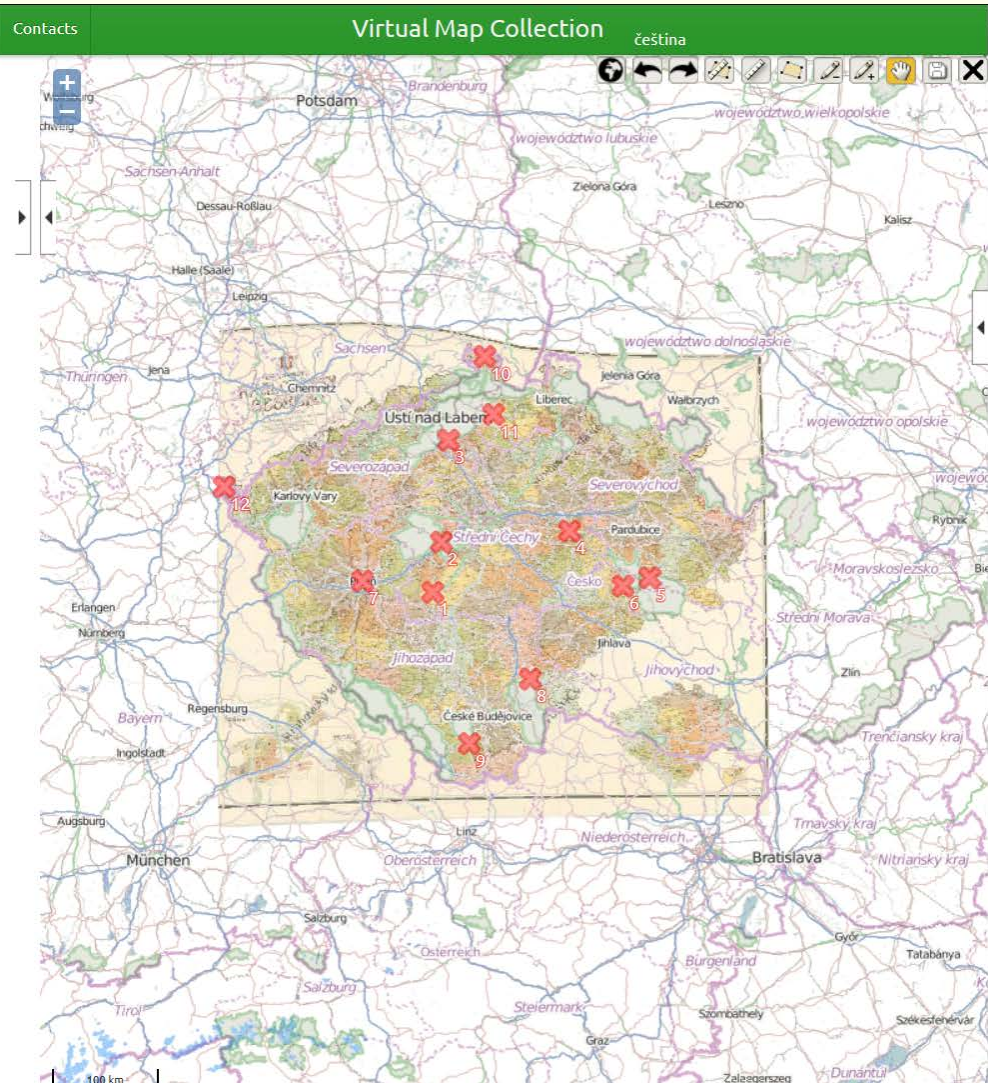 Contacts
Virtual Map Collection
čeština
+
−
Brandenburg
Potsdam
województwo wielkopolskie
województwo lubuskie
Sachsen-Anhalt
Zielona Góra
Dessau-Roßlau
Leszno
Kalisz
Halle (Saale)
Leipzig
województwo dolnośląskie
Sachsen
10
Jena
Thüringen
Jelenia Góra
Chemnitz
Liberec
Wałbrzych
Ústí nad Labem
11
województwo opolskie
3
Severozápad
Severovýchod
Karlovy Vary
12
Rybnik
Pardubice
Střední Čechy
4
2
Moravskoslezsko
Česko
7
5
6
1
Erlangen
Střední Morava
Nürnberg
Jihlava
Jihozápad
Jihovýchod
Zlín
8
Regensburg
České Budějovice
Bayern
Trenčiansky kraj
Ingolstadt
9
Augsburg
Trnavský kraj
Linz
Niederösterreich
München
Oberösterreich
Bratislava
Nitriansky kraj
Salzburg
Győr
Österreich
Tatabánya
Burgenland
Salzburg
Steiermark
Tirol
Szombathely
Székesfehérvár
Graz
Dunántúl
100 km
Zalaegerszeg